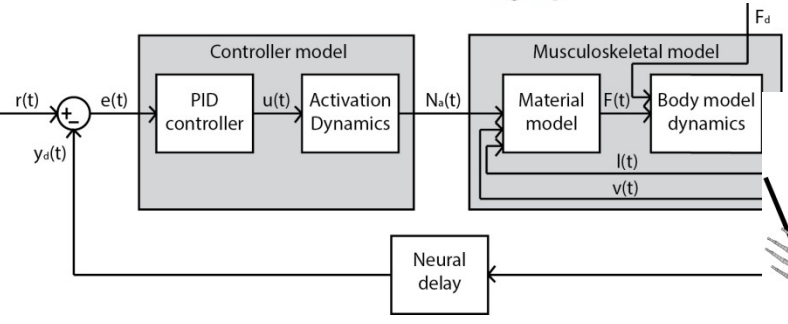 Fd
Controller model
Musculoskeletal model
r(t)
+
−
e(t)
PID
controller
u(t)
Activation
Dynamics
Na(t)
Material
model
F(t)
Body model
dynamics
yd(t)
l(t)
v(t)
Neural
delay